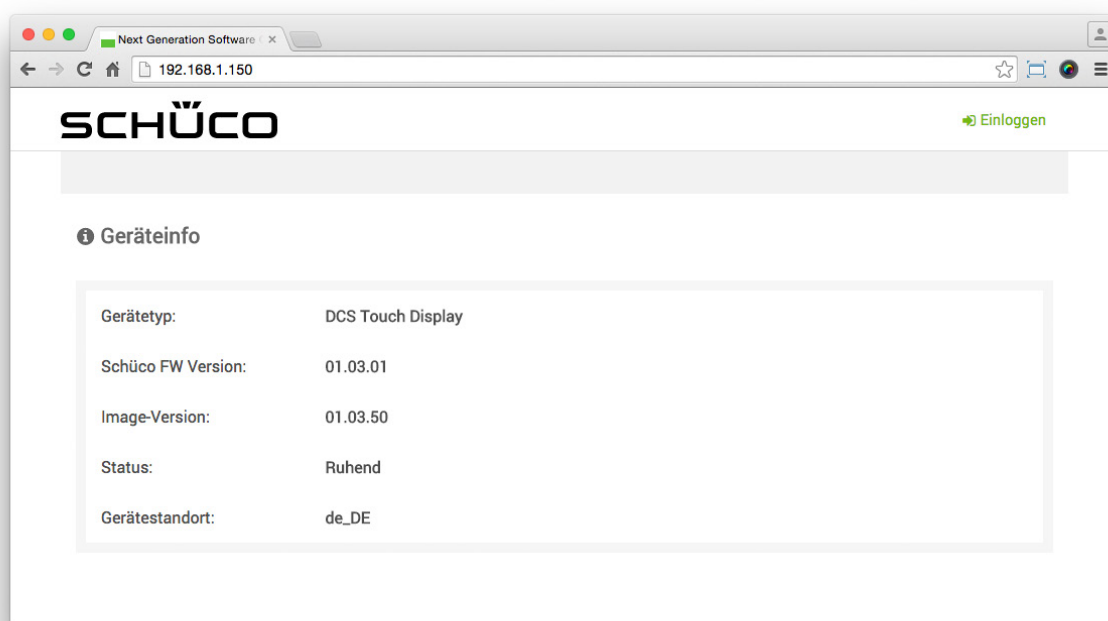 Next Generation Software
192.168.1.150
SCHÜCO
Einloggen
Geräteinfo
Gerätetyp: DCS Touch Display
Schüco FW Version: 01.03.01
Image-Version: 01.03.50
Status: Ruhend
Gerätestandort: de_DE